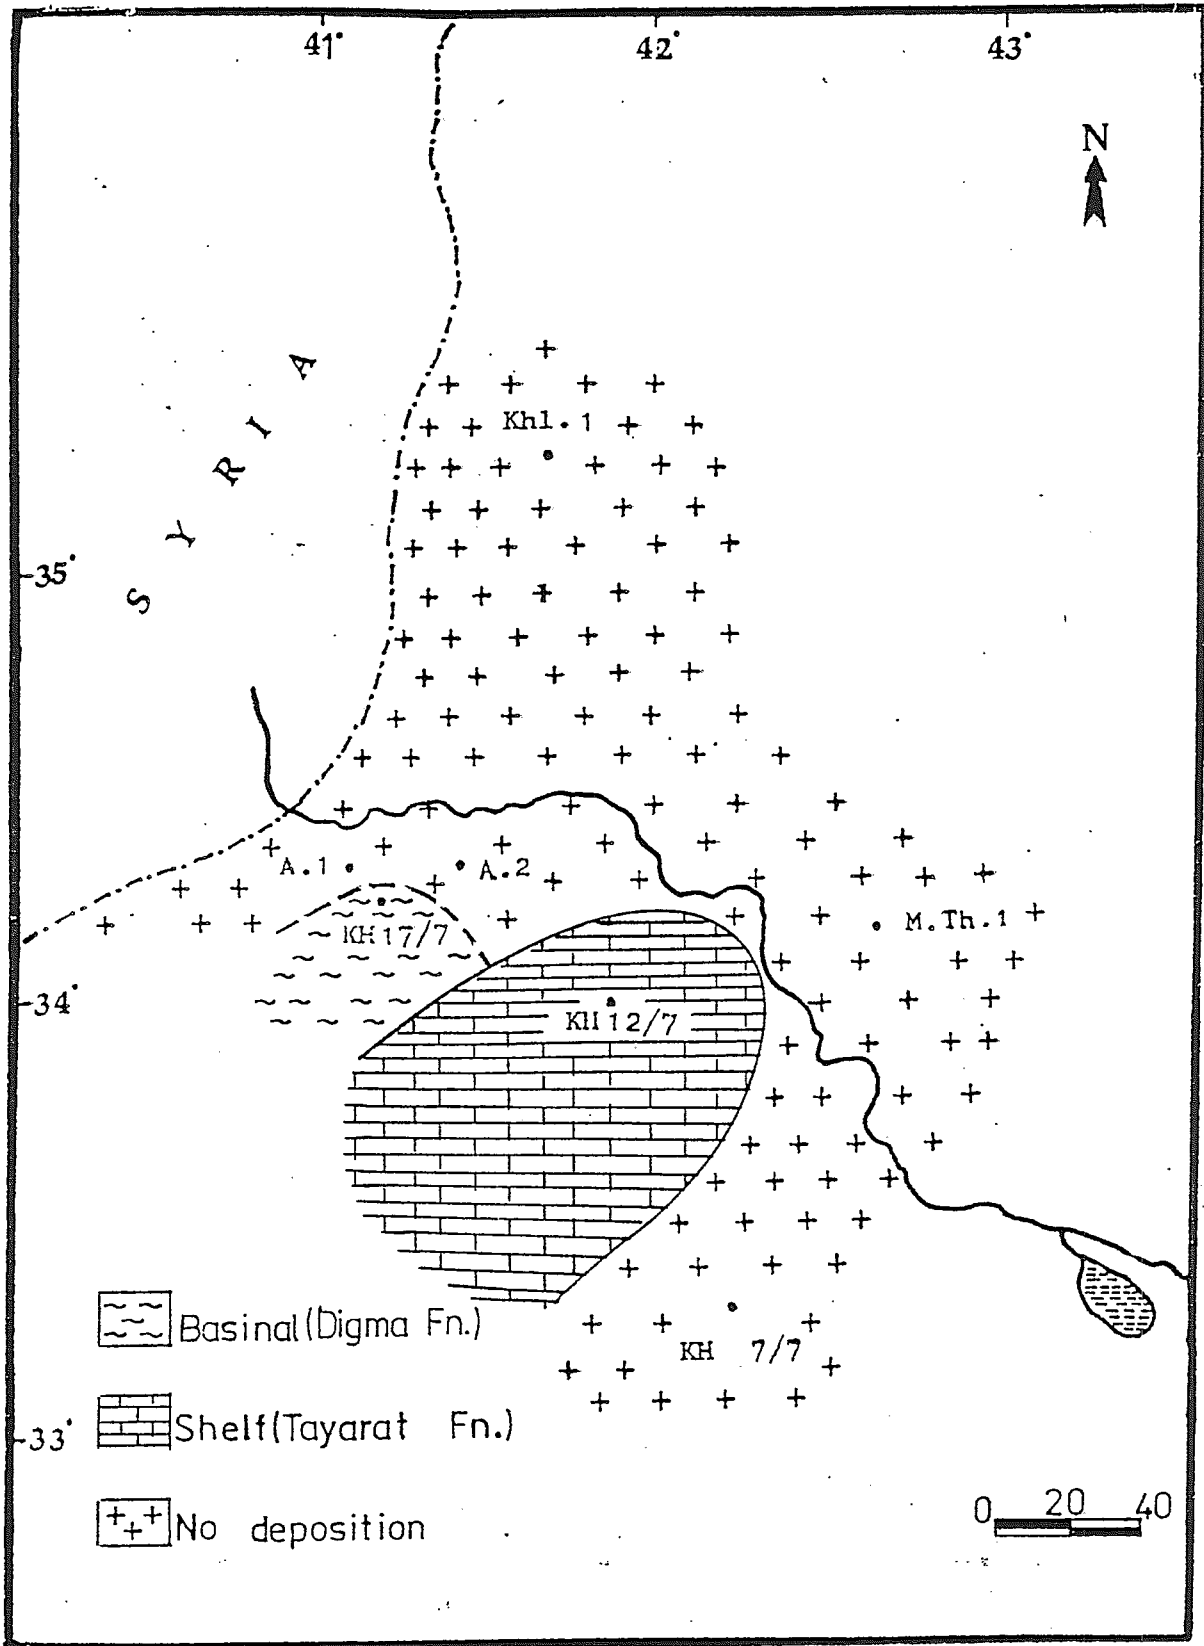 41° 42° 43°
N
SYRIA
Khl. 1
35°
A.1 A.2
M.Th.1
KH 17/7
34°
KH 12/7
KH 7/7
Basinal (Digma Fn.)
Shelf (Tayarat Fn.)
33°
No deposition
0 20 40